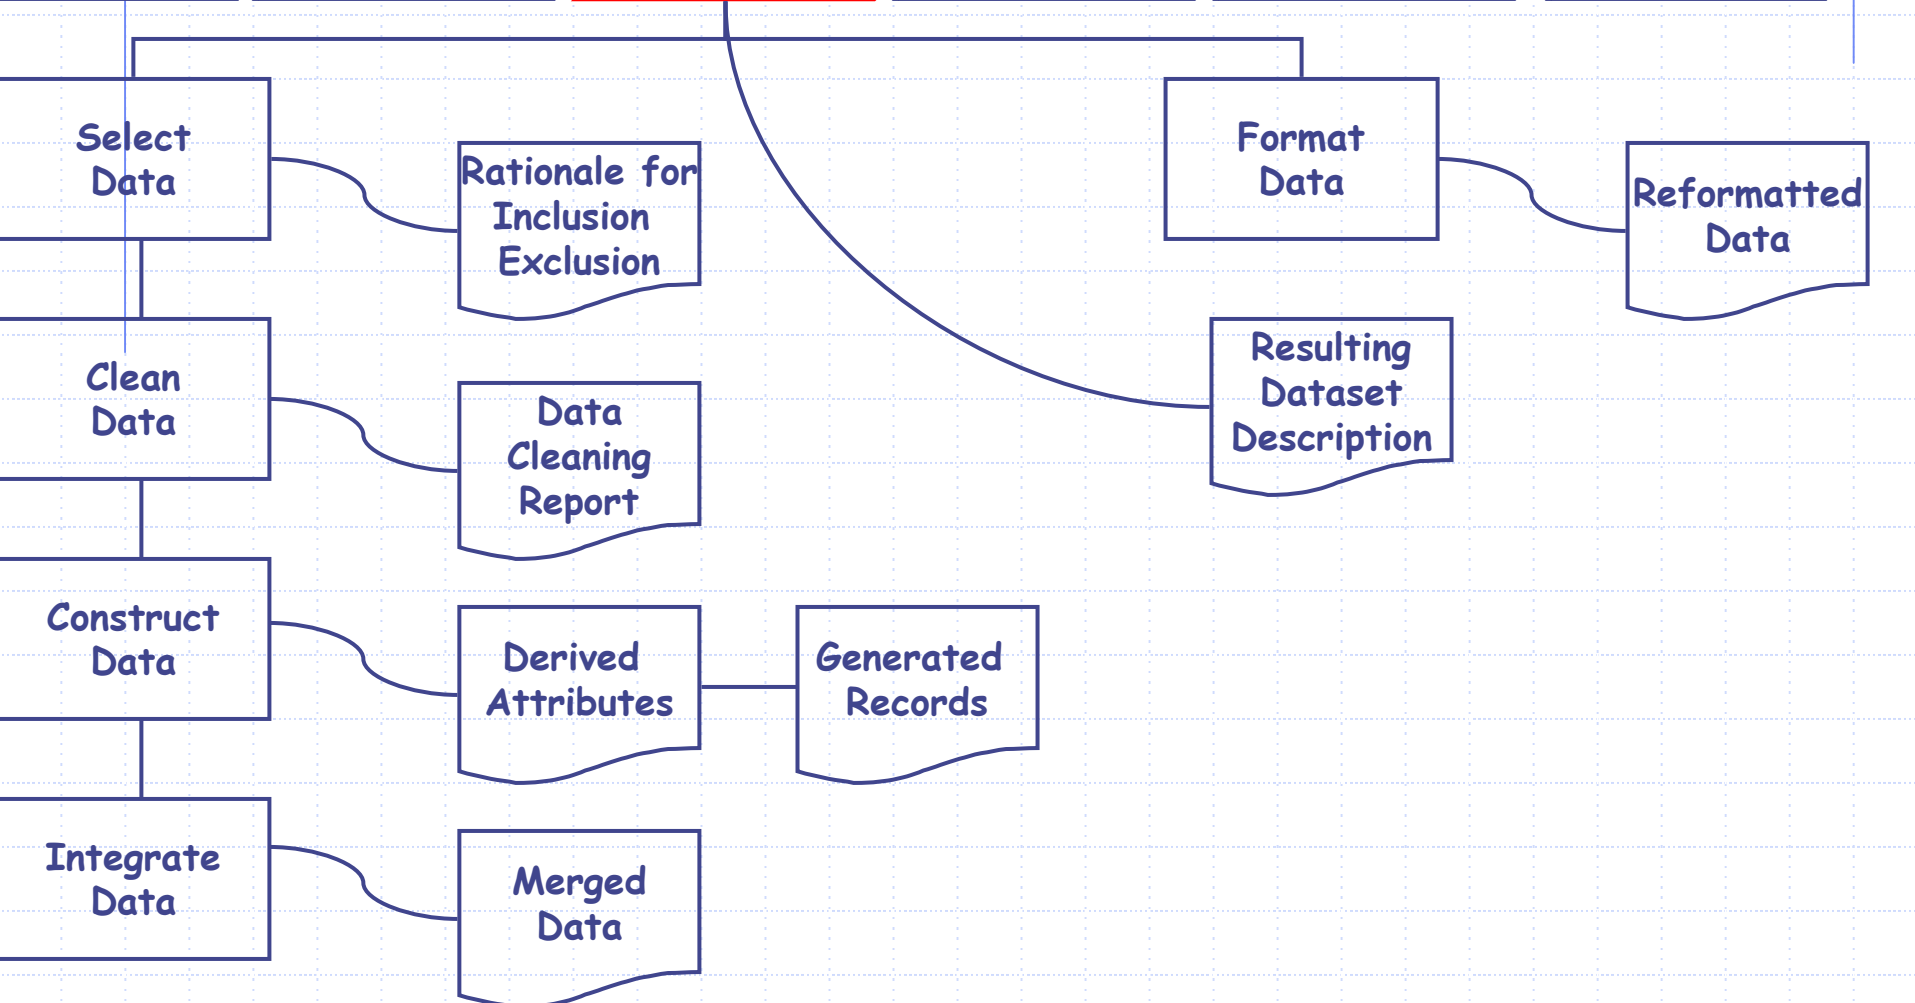 Select
Data
Rationale for
Inclusion
Exclusion
Format
Data
Reformatted
Data
Clean
Data
Data
Cleaning
Report
Resulting
Dataset
Description
Construct
Data
Derived
Attributes
Generated
Records
Integrate
Data
Merged
Data